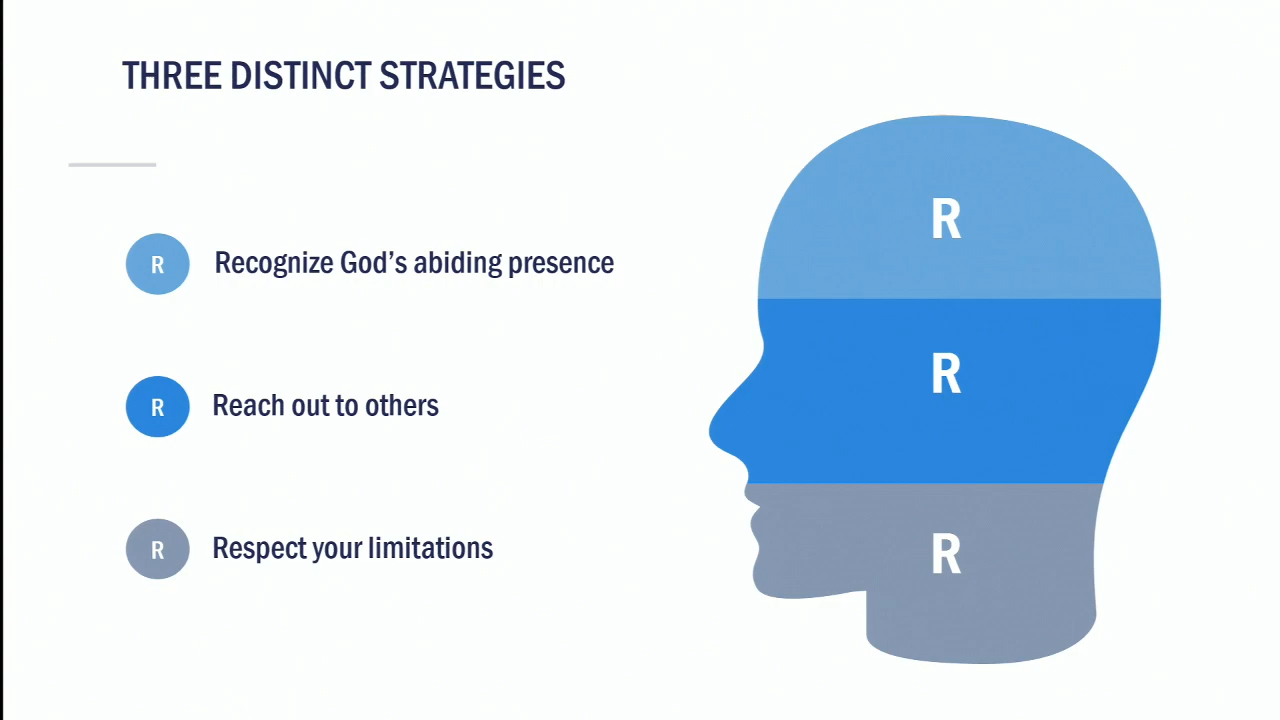 THREE DISTINCT STRATEGIES
R Recognize God’s abiding presence
R Reach out to others
R Respect your limitations
R
R
R